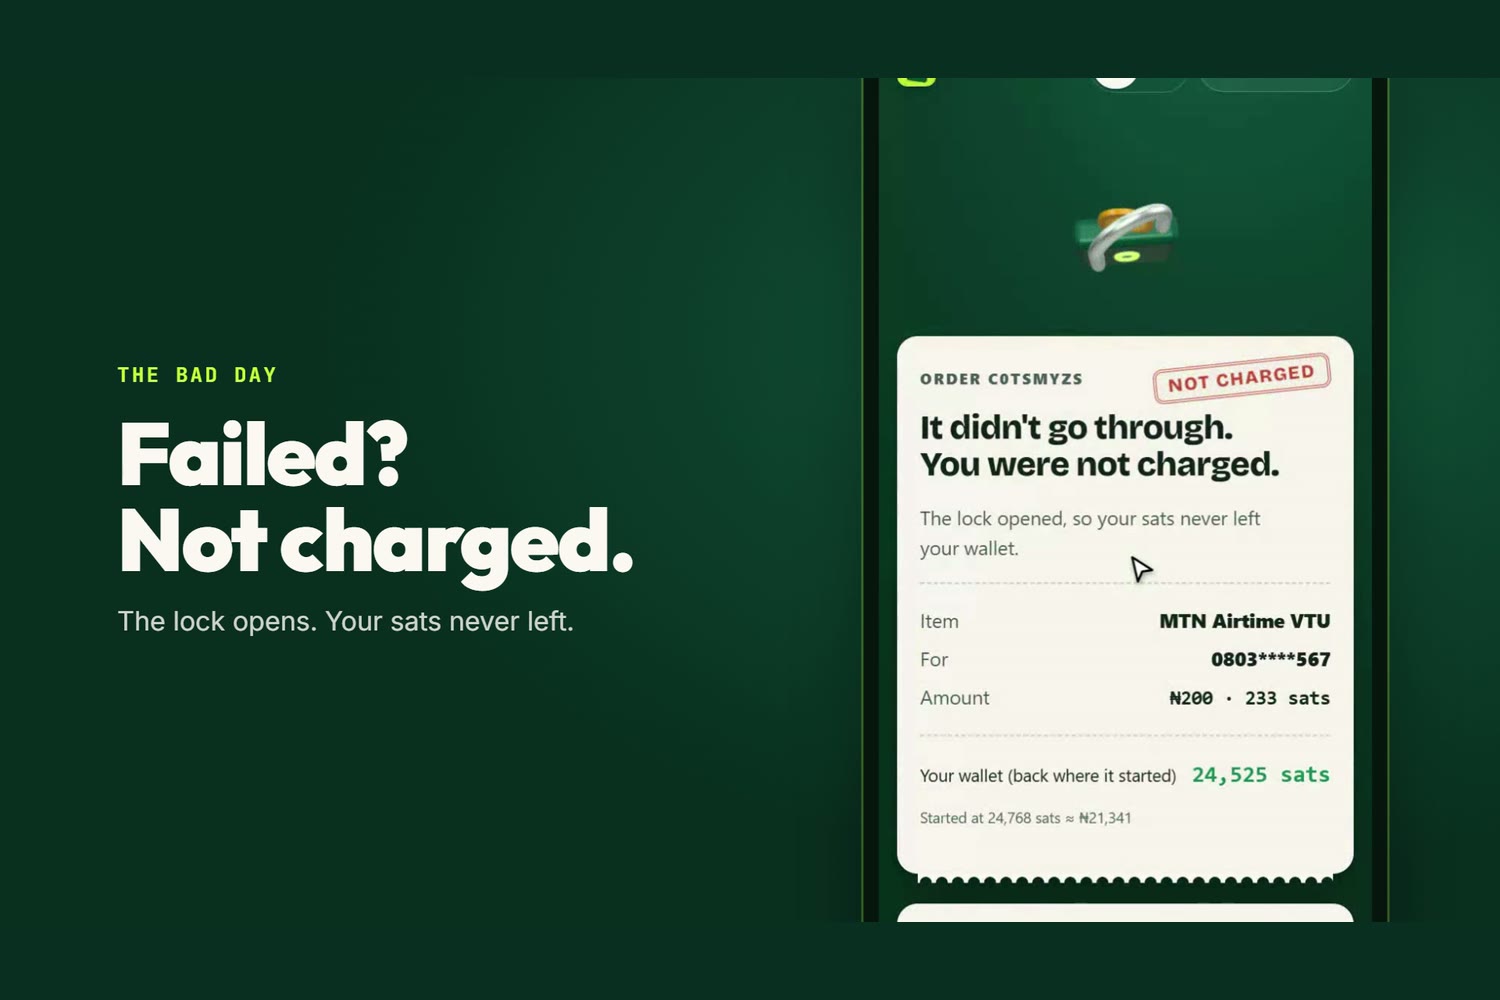 THE BAD DAY
Failed?
Not charged.
The lock opens. Your sats never left.
ORDER C0TSMYZS
NOT CHARGED
It didn't go through.
You were not charged.
The lock opened, so your sats never left
your wallet.
Item MTN Airtime VTU
For 0803****567
Amount ₦200 · 233 sats
Your wallet (back where it started) 24,525 sats
Started at 24,768 sats ≈ ₦21,341